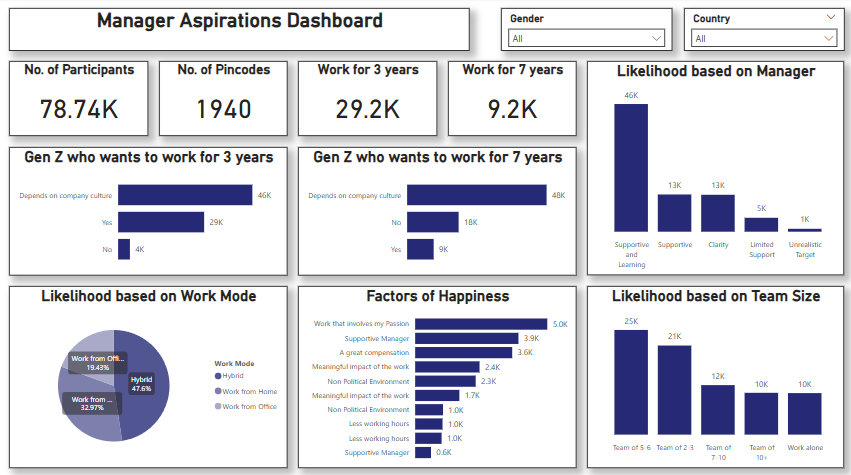 Manager Aspirations Dashboard
Gender
All
Country
All
No. of Participants
78.74K
No. of Pincodes
1940
Work for 3 years
29.2K
Work for 7 years
9.2K
Likelihood based on Manager
46K
13K
13K
5K
1K
Supportive and Learning
Supportive
Clarity
Limited Support
Unrealistic Target
Gen Z who wants to work for 3 years
Depends on company culture
46K
Yes
29K
No
4K
Gen Z who wants to work for 7 years
Depends on company culture
48K
No
18K
Yes
9K
Likelihood based on Work Mode
Work from Offi...
19.43%
Hybrid
47.6%
Work from ...
32.97%
Work Mode
Hybrid
Work from Home
Work from Office
Factors of Happiness
Work that involves my Passion
5.0K
Supportive Manager
3.9K
A great compensation
3.6K
Meaningful impact of the work
2.4K
Non Political Environment
2.3K
Meaningful impact of the work
1.7K
Non Political Environment
1.0K
Less working hours
1.0K
Less working hours
1.0K
Supportive Manager
0.6K
Likelihood based on Team Size
25K
21K
12K
10K
10K
Team of 5-6
Team of 2-3
Team of 7-10
Team of 10+
Work alone